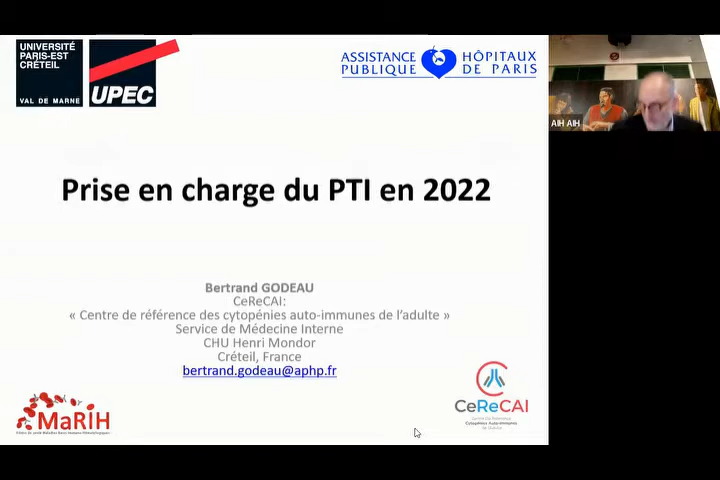 UNIVERSITÉ
PARIS-EST
CRÉTEIL
VAL DE MARNE
UPEC
ASSISTANCE
PUBLIQUE
HÔPITAUX
DE PARIS
AIH AIH
Prise en charge du PTI en 2022
Bertrand GODEAU
CeReCAI:
« Centre de référence des cytopénies auto-immunes de l'adulte »
Service de Médecine Interne
CHU Henri Mondor
Créteil, France
bertrand.godeau@aphp.fr
MaRIH
CeReCAI